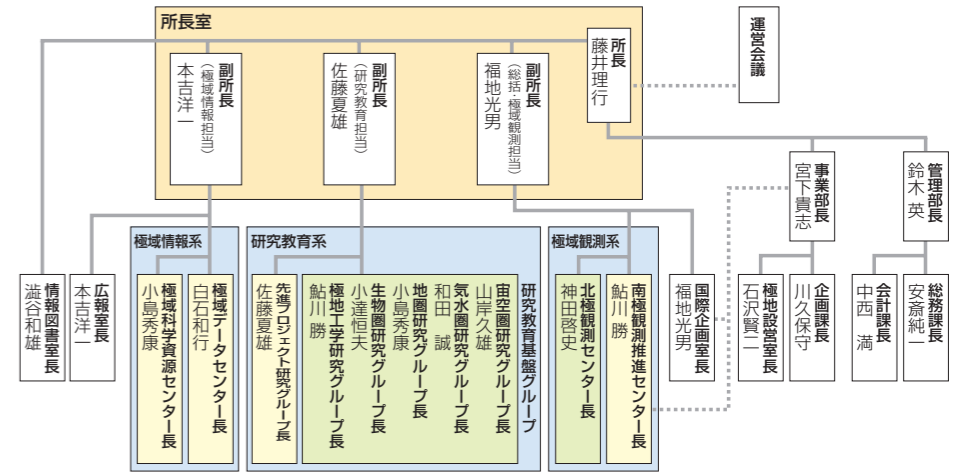 所長室
運営会議
所長
藤井理行
副所長
（総括・極域観測担当）
福地光男
副所長
（研究教育担当）
佐藤夏雄
副所長
（極域情報担当）
本吉洋一
管理部長
鈴木 英
事業部長
宮下貴志
極域情報系
研究教育系
極域観測系
総務課長
安斎純一
会計課長
中西 満
企画課長
川久保守
極地設営室長
石沢賢二
国際企画室長
福地光男
南極観測推進センター長
鮎川 勝
北極観測センター長
神田啓史
研究教育基盤グループ
宙空圏研究グループ長
山岸久雄
気水圏研究グループ長
和田 誠
地圏研究グループ長
小島秀康
生物圏研究グループ長
小達恒夫
極地工学研究グループ長
鮎川 勝
先進プロジェクト研究グループ長
佐藤夏雄
極域データセンター長
白石和行
極域科学資源センター長
小島秀康
広報室長
本吉洋一
情報図書室長
澁谷和雄